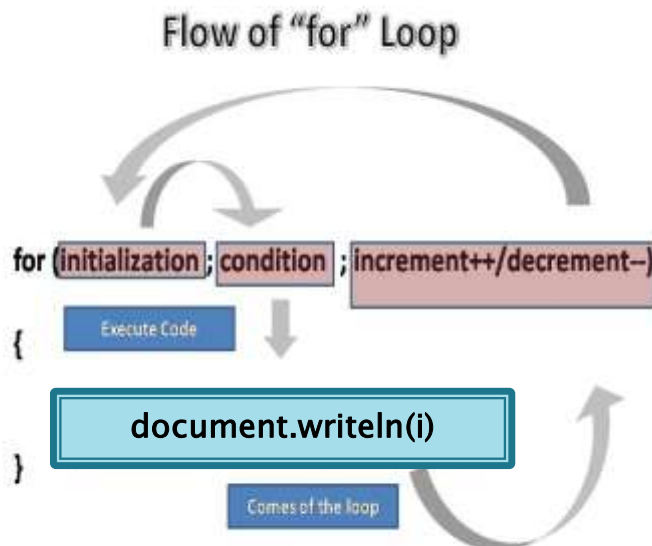 Flow of "for" Loop
for (initialization ; condition ; increment++/decrement--)
Execute Code
{
document.writeln(i)
}
Comes of the loop